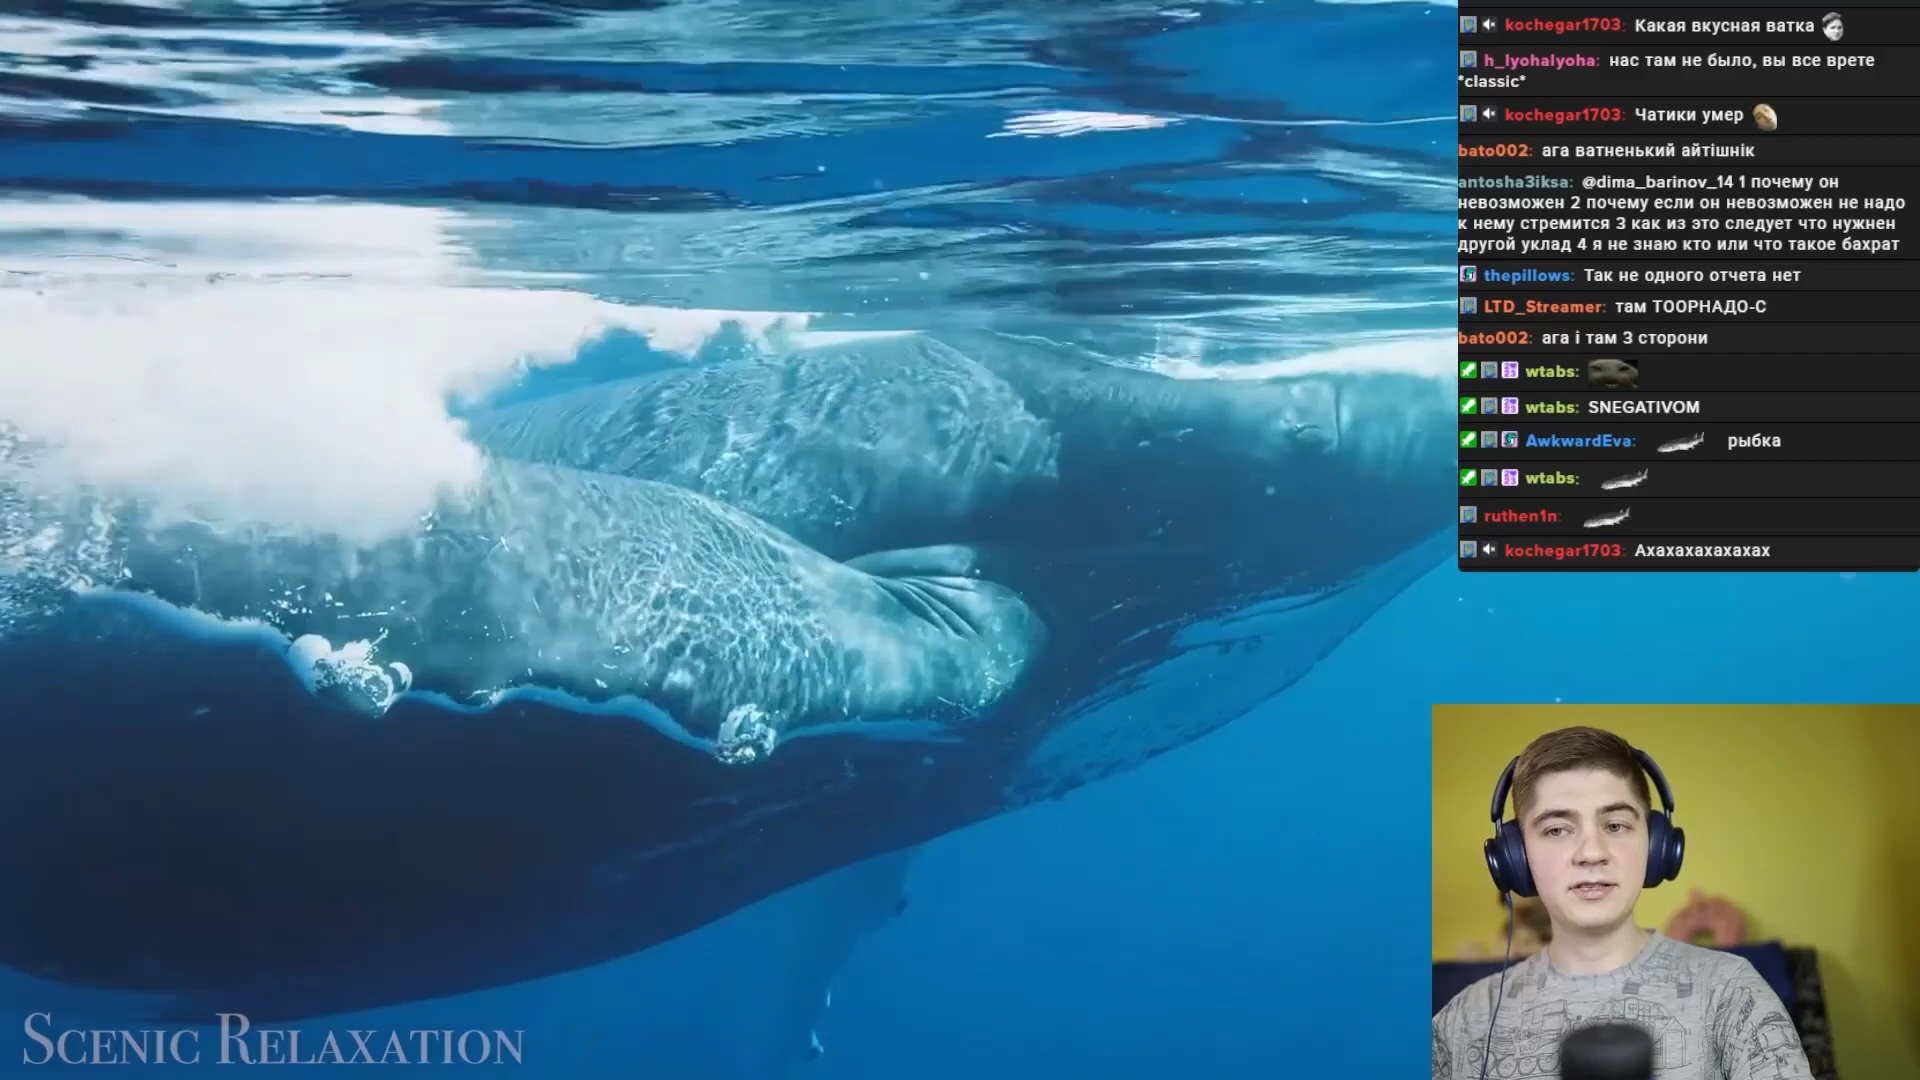 kochegar1703: Какая вкусная ватка
h_lyohalyoha: нас там не было, вы все врете
*classic*
kochegar1703: Чатики умер
bato002: ага ватненький айтішнік
antosha3iksa: @dima_barinov_14 1 почему он
невозможен 2 почему если он невозможен не надо
к нему стремится 3 как из это следует что нужнен
другой уклад 4 я не знаю кто или что такое бахрат
thepillows: Так не одного отчета нет
LTD_Streamer: там ТООРНАДО-С
bato002: ага і там 3 сторони
wtabs:
wtabs: SNEGATIVOM
AwkwardEva: рыбка
wtabs:
ruthen1n:
kochegar1703: Ахахахахахахах
SCENIC RELAXATION